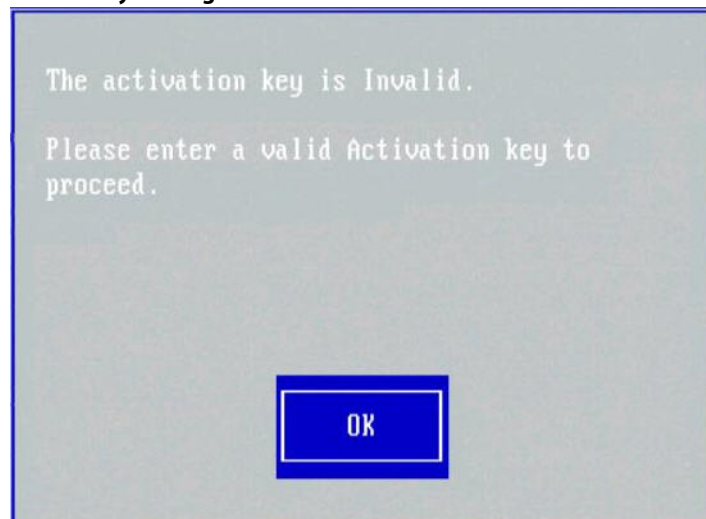 The activation key is Invalid.
Please enter a valid Activation key to
proceed.
OK